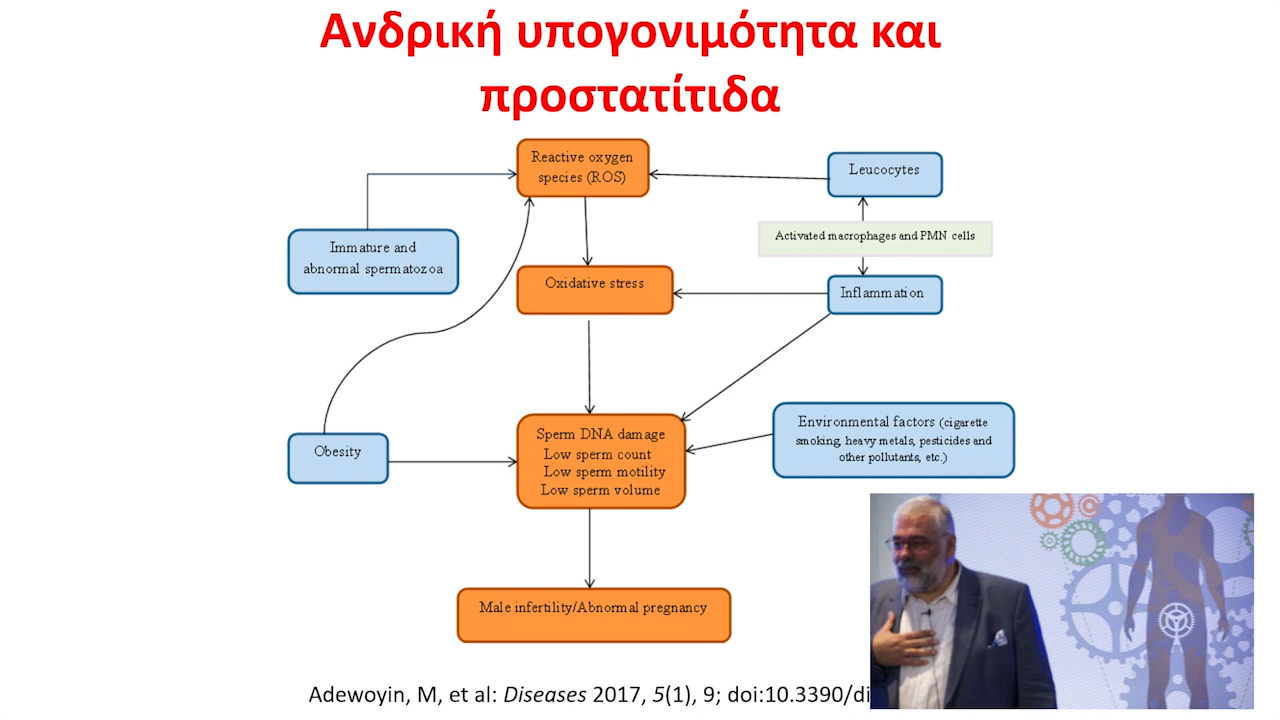 Ανδρική υπογονιμότητα και
προστατίτιδα
Reactive oxygen
species (ROS)
Leucocytes
Activated macrophages and PMN cells
Immature and
abnormal spermatozoa
Oxidative stress
Inflammation
Environmental factors (cigarette
smoking, heavy metals, pesticides and
other pollutants, etc.)
Sperm DNA damage
Low sperm count
Low sperm motility
Low sperm volume
Obesity
Male infertility/Abnormal pregnancy
Adewoyin, M, et al: Diseases 2017, 5(1), 9; doi:10.3390/di